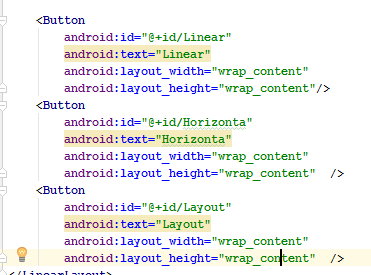 <Button
android:id="@+id/Linear"
android:text="Linear"
android:layout_width="wrap_content"
android:layout_height="wrap_content"/>
<Button
android:id="@+id/Horizonta"
android:text="Horizonta"
android:layout_width="wrap_content"
android:layout_height="wrap_content"  />
<Button
android:id="@+id/Layout"
android:text="Layout"
android:layout_width="wrap_content"
android:layout_height="wrap_content"  />
</LinearLayout>